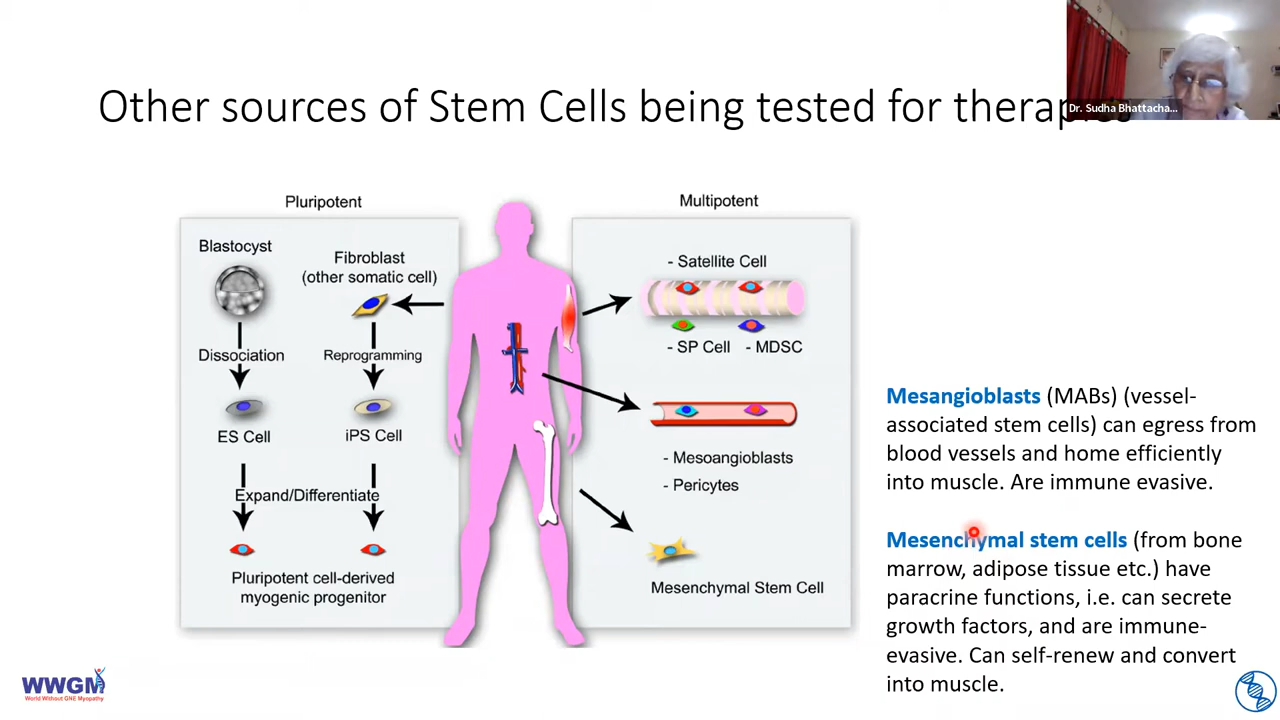 Dr. Sudha Bhattacha...
Other sources of Stem Cells being tested for therapies
Pluripotent
Blastocyst
Fibroblast
(other somatic cell)
Dissociation
Reprogramming
ES Cell
iPS Cell
Expand/Differentiate
Pluripotent cell-derived
myogenic progenitor
Multipotent
- Satellite Cell
- SP Cell
- MDSC
- Mesoangioblasts
- Pericytes
Mesenchymal Stem Cell
Mesangioblasts (MABs) (vessel-
associated stem cells) can egress from
blood vessels and home efficiently
into muscle. Are immune evasive.
Mesenchymal stem cells (from bone
marrow, adipose tissue etc.) have
paracrine functions, i.e. can secrete
growth factors, and are immune-
evasive. Can self-renew and convert
into muscle.
WWGM
World Without GNE Myopathy